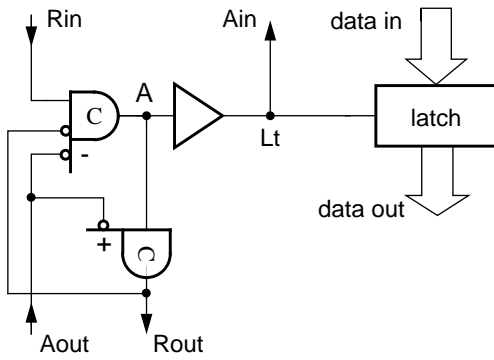 Rin
Ain
data in
A
C
latch
-
Lt
+
C
data out
Aout
Rout